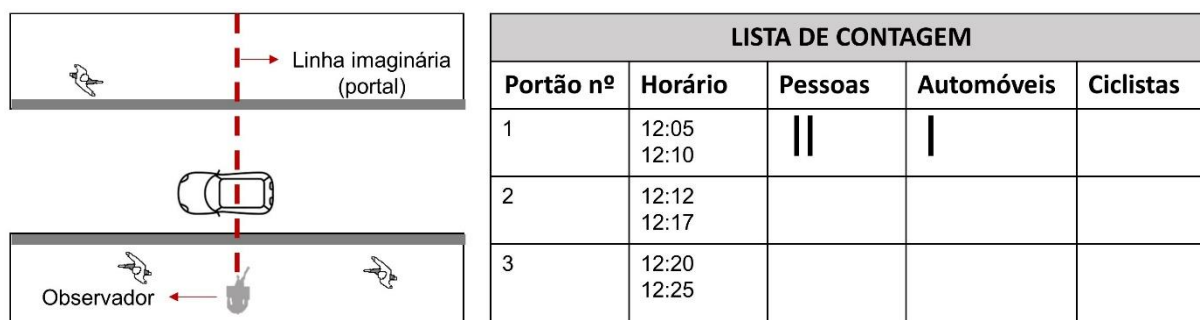 Linha imaginária
(portal)
Observador
LISTA DE CONTAGEM
Portão nº Horário Pessoas Automóveis Ciclistas
1 12:05
12:10
2 12:12
12:17
3 12:20
12:25